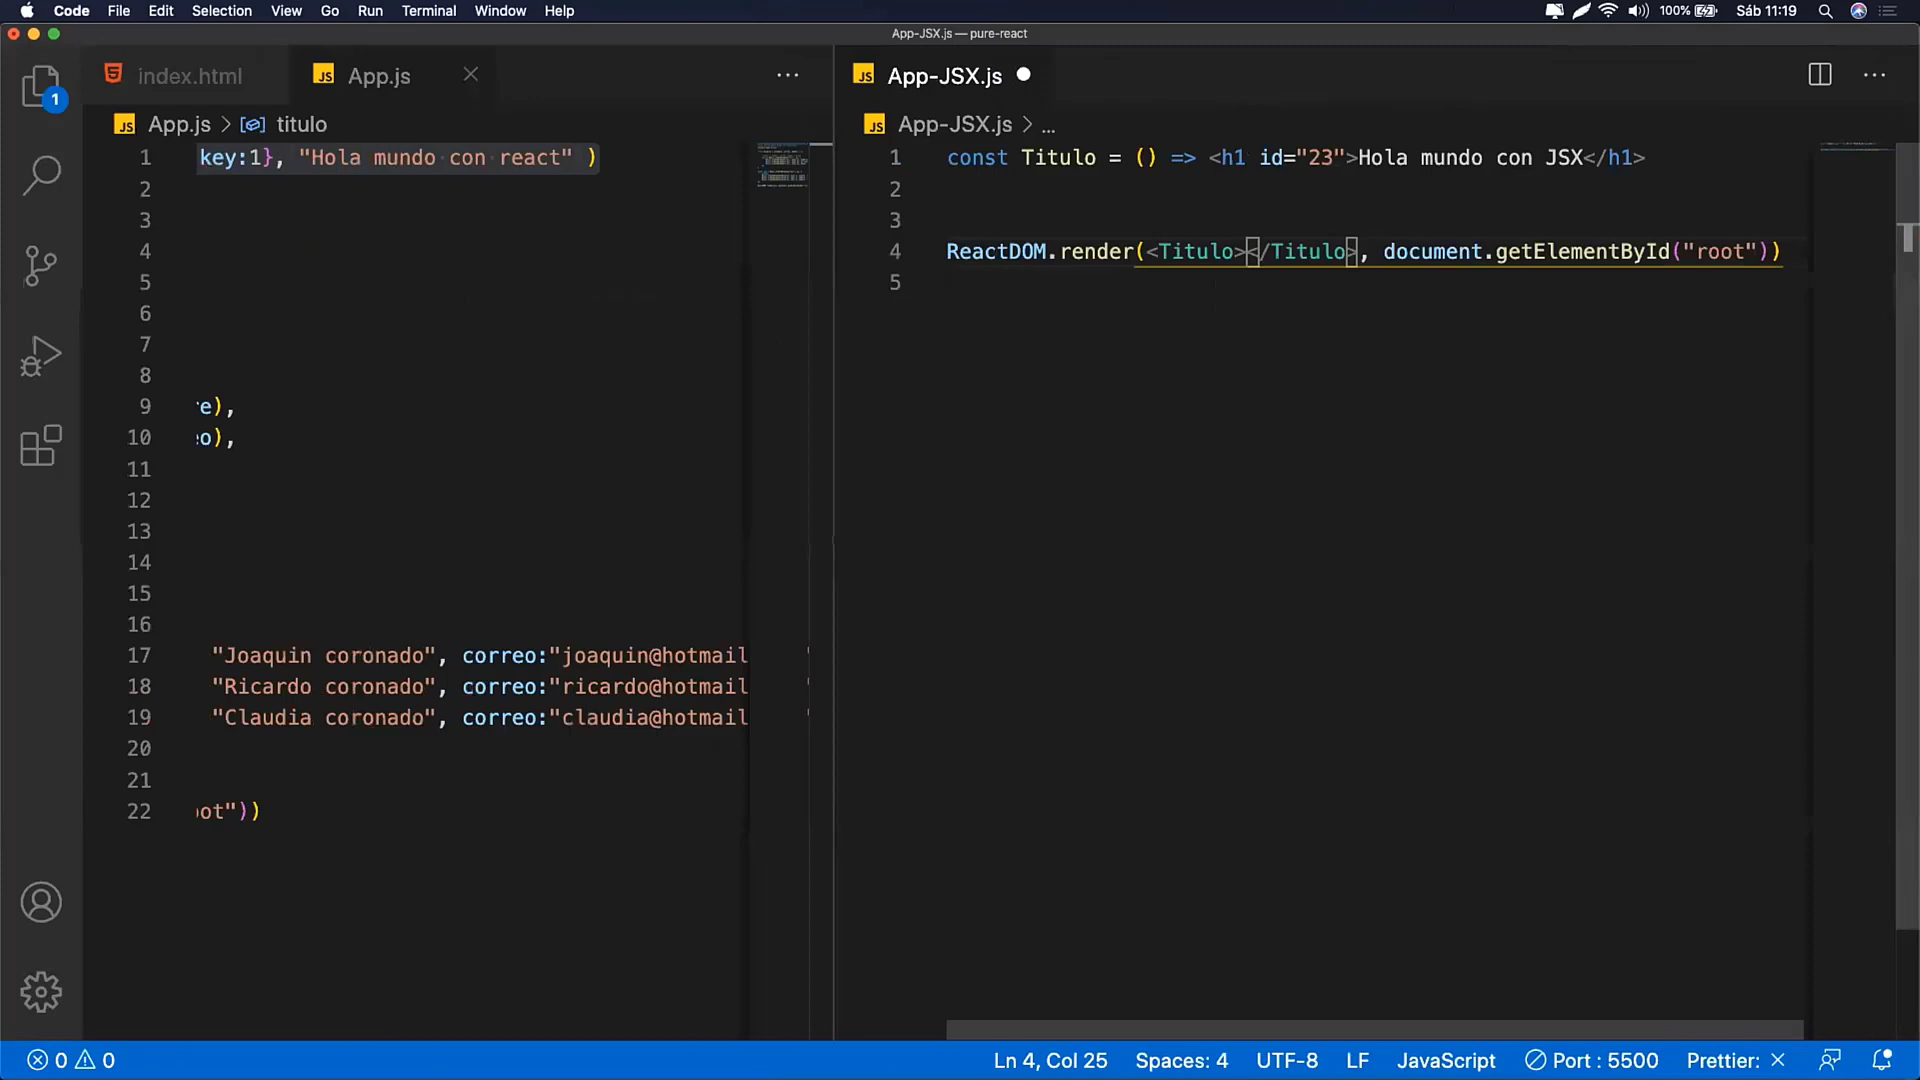 Code File Edit Selection View Go Run Terminal Window Help 100% Sáb 11:19
App-JSX.js — pure-react
1
index.html App.js
App.js > titulo
1 key:1}, "Hola mundo con react" )
2
3
4
5
6
7
8
9 re),
10 o),
11
12
13
14
15
16
17 "Joaquin coronado", correo:"joaquin@hotmail
18 "Ricardo coronado", correo:"ricardo@hotmail
19 "Claudia coronado", correo:"claudia@hotmail
20
21
22 oot"))
App-JSX.js
App-JSX.js > ...
1 const Titulo = () => <h1 id="23">Hola mundo con JSX</h1>
2
3
4 ReactDOM.render(<Titulo></Titulo>, document.getElementById("root"))
5
0 0 Ln 4, Col 25 Spaces: 4 UTF-8 LF JavaScript Port : 5500 Prettier: ×